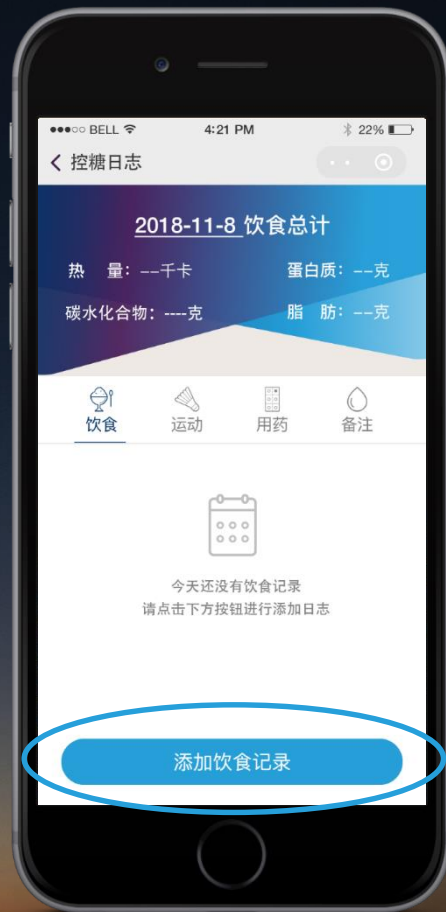 ●●●○○ BELL 4:21 PM 22%
控糖日志
2018-11-8 饮食总计
热 量：--千卡 蛋白质：--克
碳水化合物：----克 脂 肪：--克
饮食 运动 用药 备注
今天还没有饮食记录
请点击下方按钮进行添加日志
添加饮食记录